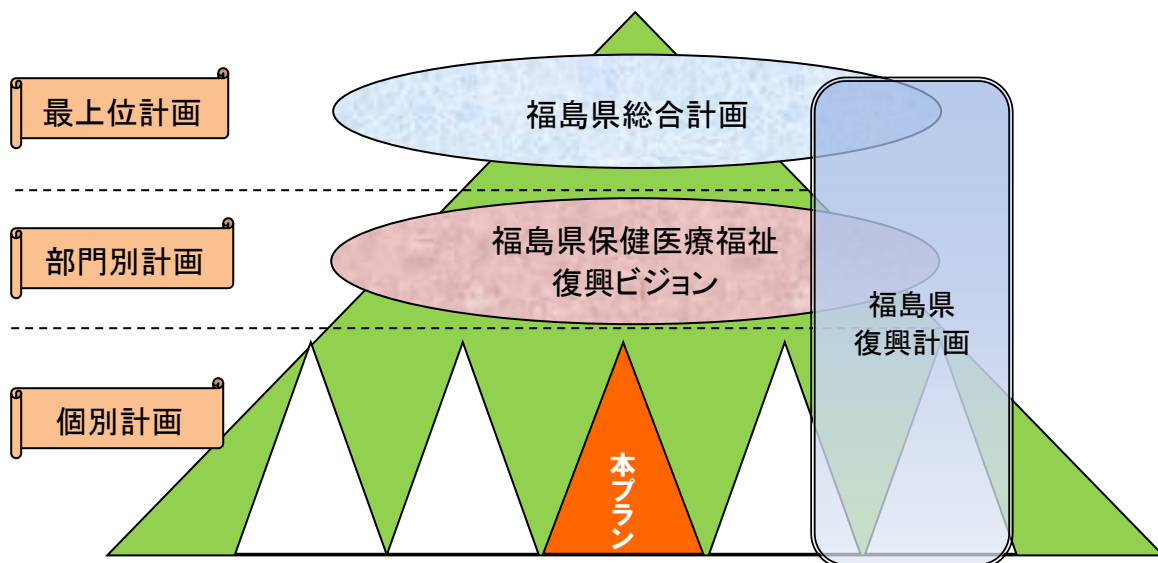 最上位計画
福島県総合計画
部門別計画
福島県保健医療福祉
復興ビジョン
福島県
復興計画
個別計画
本プラン